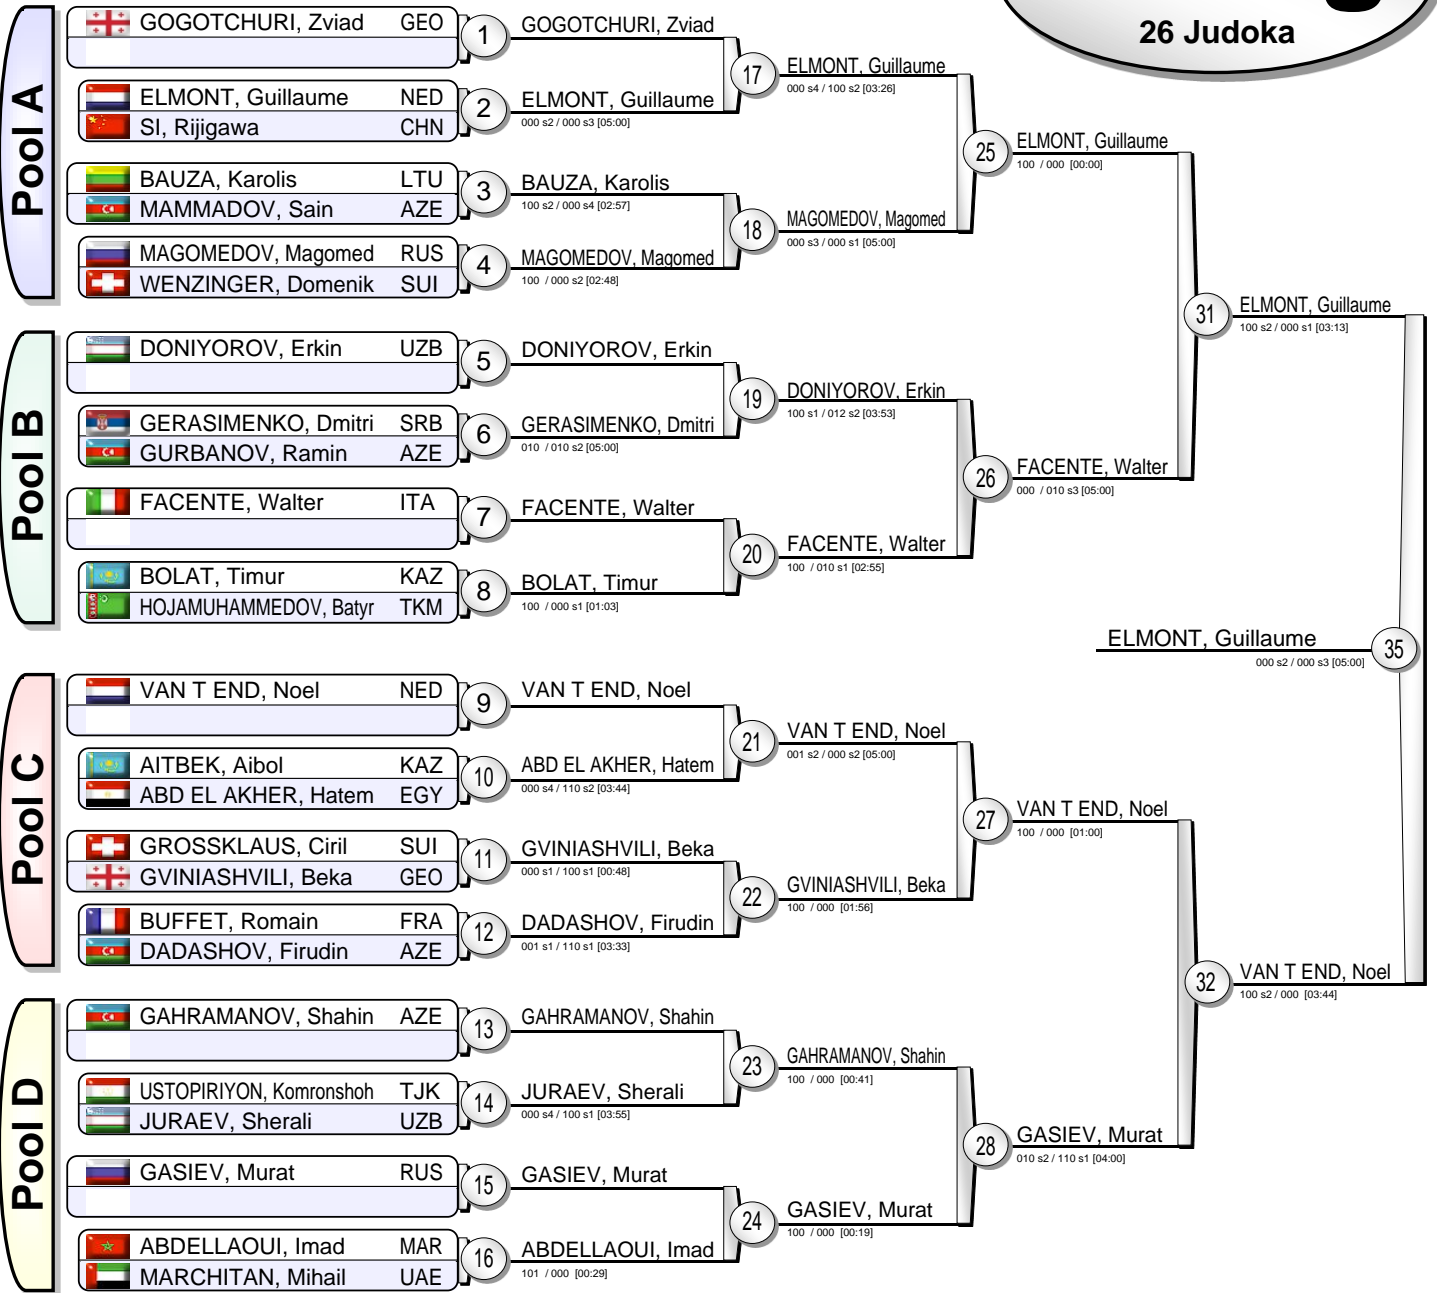 26 Judoka
Pool A
GOGOTCHURI, Zviad GEO
1
ELMONT, Guillaume NED
SI, Rijigawa CHN
2
BAUZA, Karolis LTU
MAMMADOV, Sain AZE
3
MAGOMEDOV, Magomed RUS
WENZINGER, Domenik SUI
4
Pool B
DONIYOROV, Erkin UZB
5
GERASIMENKO, Dmitri SRB
GURBANOV, Ramin AZE
6
FACENTE, Walter ITA
7
BOLAT, Timur KAZ
HOJAMUHAMMEDOV, Batyr TKM
8
Pool C
VAN T END, Noel NED
9
AITBEK, Aibol KAZ
ABD EL AKHER, Hatem EGY
10
GROSSKLAUS, Ciril SUI
GVINIASHVILI, Beka GEO
11
BUFFET, Romain FRA
DADASHOV, Firudin AZE
12
Pool D
GAHRAMANOV, Shahin AZE
13
USTOPIRIYON, Komronshoh TJK
JURAEV, Sherali UZB
14
GASIEV, Murat RUS
15
ABDELLAOUI, Imad MAR
MARCHITAN, Mihail UAE
16
GOGOTCHURI, Zviad
ELMONT, Guillaume
000 s2 / 000 s3 [05:00]
17
BAUZA, Karolis
100 s2 / 000 s4 [02:57]
MAGOMEDOV, Magomed
100 / 000 s2 [02:48]
18
DONIYOROV, Erkin
GERASIMENKO, Dmitri
010 / 010 s2 [05:00]
19
FACENTE, Walter
BOLAT, Timur
100 / 000 s1 [01:03]
20
VAN T END, Noel
ABD EL AKHER, Hatem
000 s4 / 110 s2 [03:44]
21
GVINIASHVILI, Beka
000 s1 / 100 s1 [00:48]
DADASHOV, Firudin
001 s1 / 110 s1 [03:33]
22
GAHRAMANOV, Shahin
JURAEV, Sherali
000 s4 / 100 s1 [03:55]
23
GASIEV, Murat
ABDELLAOUI, Imad
101 / 000 [00:29]
24
ELMONT, Guillaume
000 s4 / 100 s2 [03:26]
MAGOMEDOV, Magomed
000 s3 / 000 s1 [05:00]
25
DONIYOROV, Erkin
100 s1 / 012 s2 [03:53]
FACENTE, Walter
100 / 010 s1 [02:55]
26
VAN T END, Noel
001 s2 / 000 s2 [05:00]
GVINIASHVILI, Beka
100 / 000 [01:56]
27
GAHRAMANOV, Shahin
100 / 000 [00:41]
GASIEV, Murat
100 / 000 [00:19]
28
ELMONT, Guillaume
100 / 000 [00:00]
FACENTE, Walter
000 / 010 s3 [05:00]
31
VAN T END, Noel
100 / 000 [01:00]
GASIEV, Murat
010 s2 / 110 s1 [04:00]
32
ELMONT, Guillaume
100 s2 / 000 s1 [03:13]
VAN T END, Noel
100 s2 / 000 [03:44]
35
ELMONT, Guillaume
000 s2 / 000 s3 [05:00]